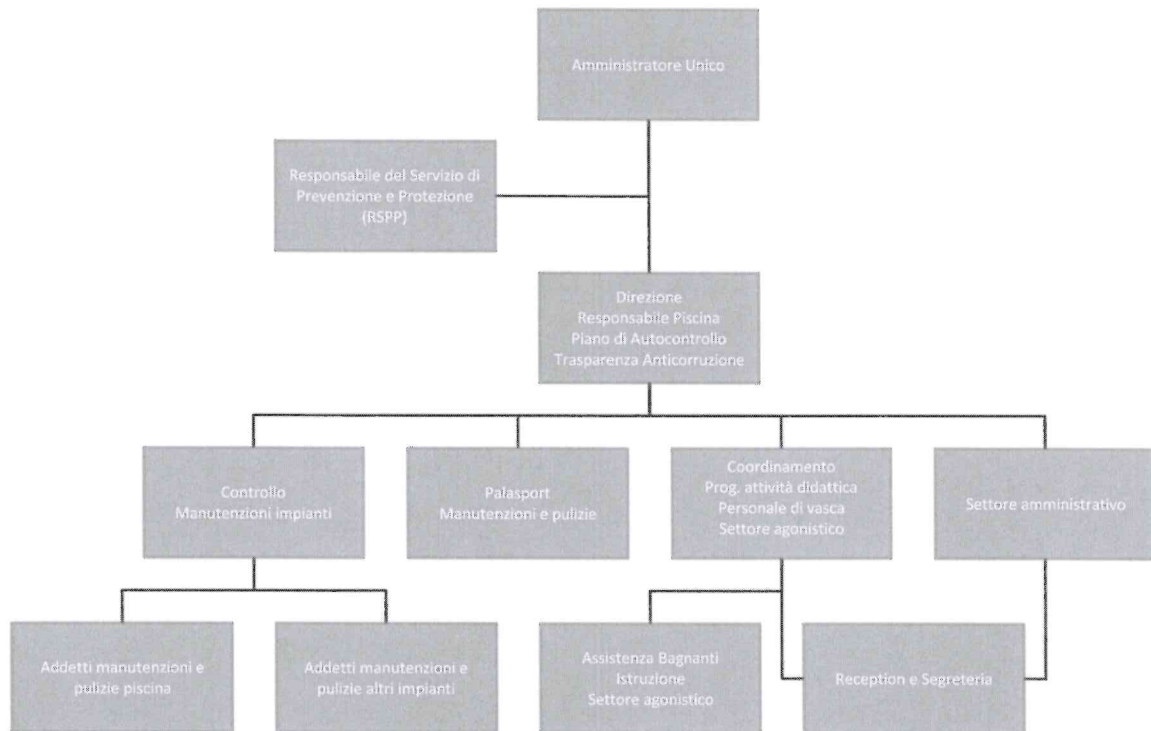 Amministratore Unico
Responsabile del Servizio di
Prevenzione e Protezione
(RSPP)
Direzione
Responsabile Piscina
Piano di Autocontrollo
Trasparenza Anticorruzione
Controllo
Manutenzioni impianti
Palasport
Manutenzioni e pulizie
Coordinamento
Prog. attività didattica
Personale di vasca
Settore agonistico
Settore amministrativo
Addetti manutenzioni e
pulizie piscina
Addetti manutenzioni e
pulizie altri impianti
Assistenza Bagnanti
Istruzione
Settore agonistico
Reception e Segreteria